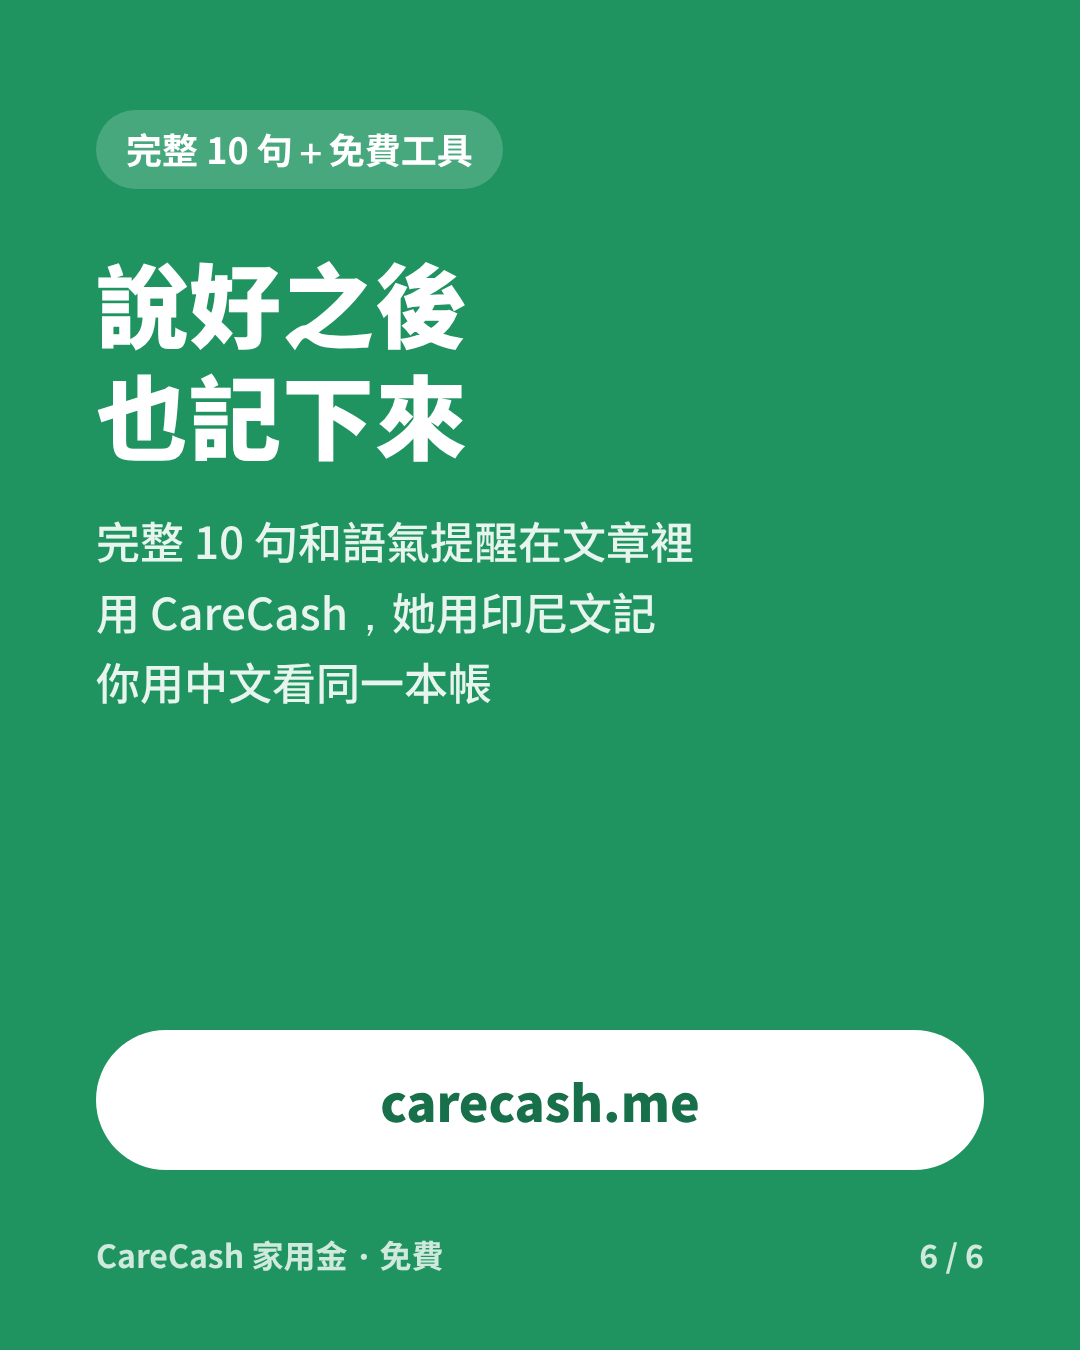 完整 10 句 + 免費工具
說好之後
也記下來
完整 10 句和語氣提醒在文章裡
用 CareCash，她用印尼文記
你用中文看同一本帳
carecash.me
CareCash 家用金 · 免費
6 / 6